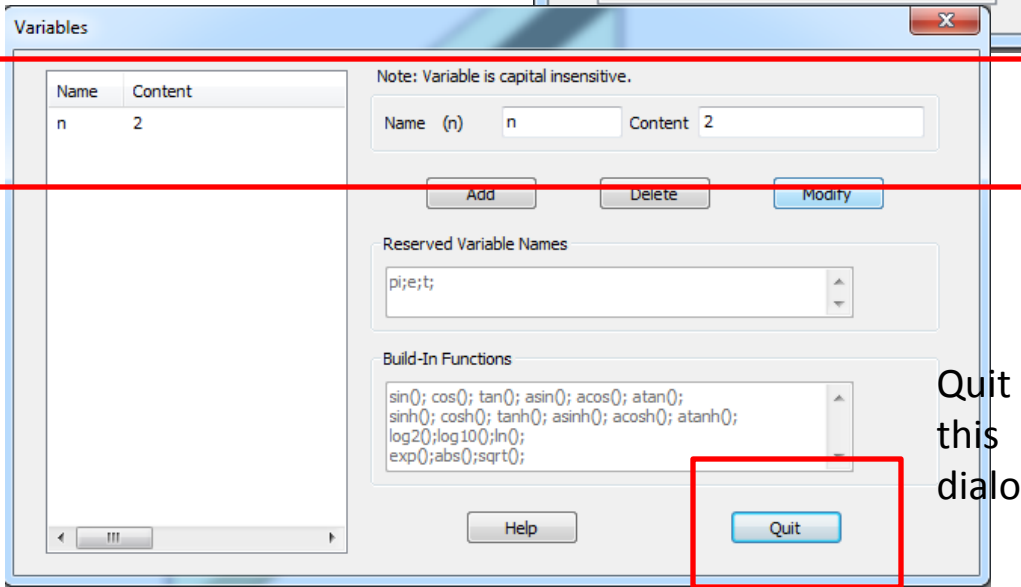 Variables
Note: Variable is capital insensitive.
Name Content
n 2
Name (n) n Content 2
Add Delete Modify
Reserved Variable Names
pi;e;t;
Build-In Functions
sin(); cos(); tan(); asin(); acos(); atan();
sinh(); cosh(); tanh(); asinh(); acosh(); atanh();
log2();log10();ln();
exp();abs();sqrt();
Quit
this
dialo
Help Quit